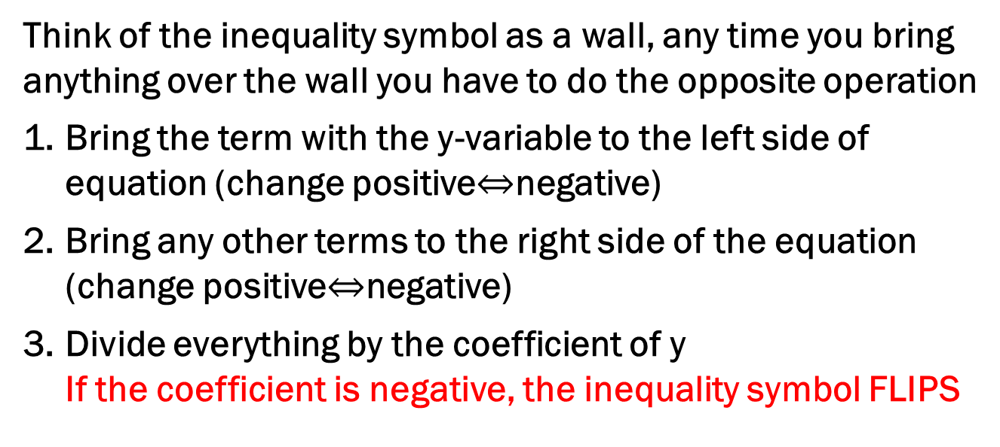 Think of the inequality symbol as a wall, any time you bring
anything over the wall you have to do the opposite operation
1. Bring the term with the y-variable to the left side of
equation (change positive⇔negative)
2. Bring any other terms to the right side of the equation
(change positive⇔negative)
3. Divide everything by the coefficient of y
If the coefficient is negative, the inequality symbol FLIPS